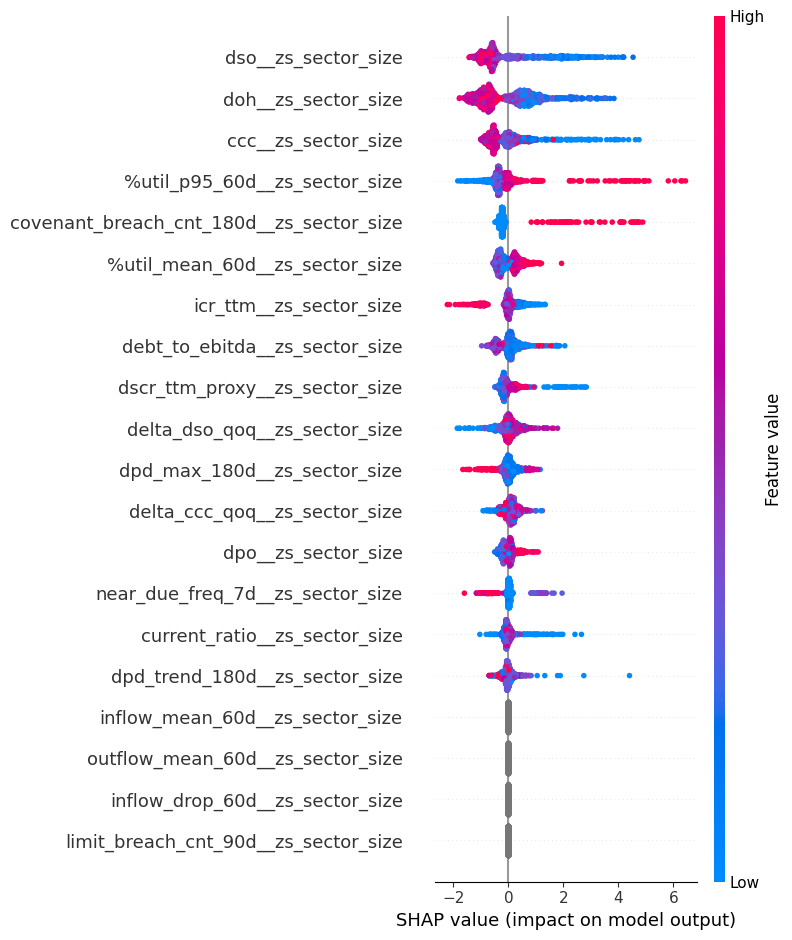 High
dso__zs_sector_size
doh__zs_sector_size
ccc__zs_sector_size
%util_p95_60d__zs_sector_size
covenant_breach_cnt_180d__zs_sector_size
%util_mean_60d__zs_sector_size
icr_ttm__zs_sector_size
debt_to_ebitda__zs_sector_size
dscr_ttm_proxy__zs_sector_size
delta_dso_qoq__zs_sector_size
dpd_max_180d__zs_sector_size
delta_ccc_qoq__zs_sector_size
dpo__zs_sector_size
near_due_freq_7d__zs_sector_size
current_ratio__zs_sector_size
dpd_trend_180d__zs_sector_size
inflow_mean_60d__zs_sector_size
outflow_mean_60d__zs_sector_size
inflow_drop_60d__zs_sector_size
limit_breach_cnt_90d__zs_sector_size
Feature value
Low
−2 0 2 4 6
SHAP value (impact on model output)